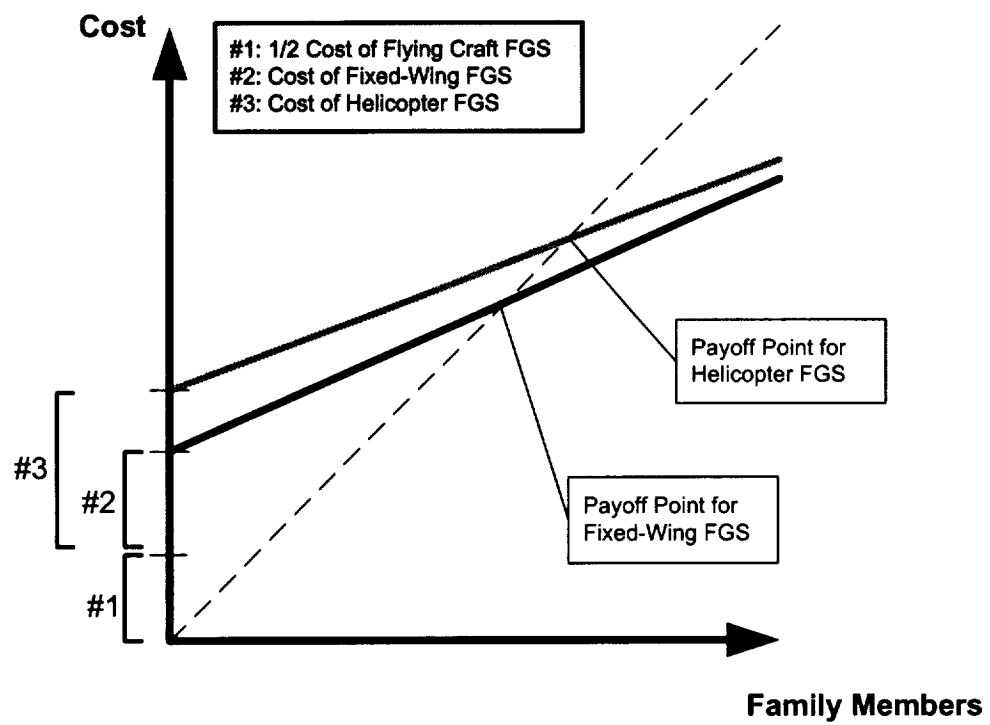 Cost
#1: 1/2 Cost of Flying Craft FGS
#2: Cost of Fixed-Wing FGS
#3: Cost of Helicopter FGS
Payoff Point for
Helicopter FGS
#3
#2
Payoff Point for
Fixed-Wing FGS
#1
Family Members